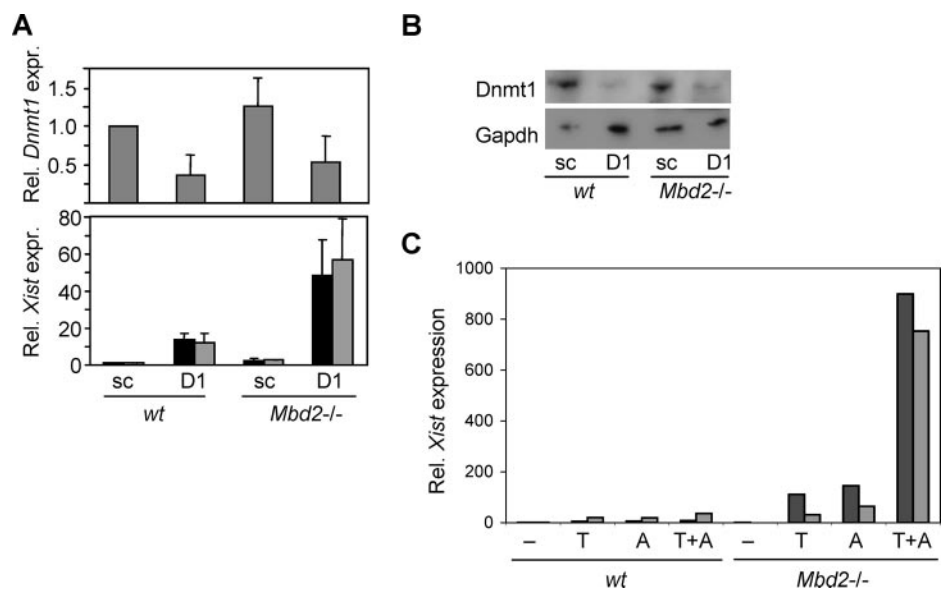 A
Rel. Dnmt1 expr.
1.5
1.0
0.5
Rel. Xist expr.
80
60
40
20
0
sc D1 sc D1
wt Mbd2-/-
B
Dnmt1
Gapdh
sc D1 sc D1
wt Mbd2-/-
C
Rel. Xist expression
1000
800
600
400
200
0
– T A T+A – T A T+A
wt Mbd2-/-